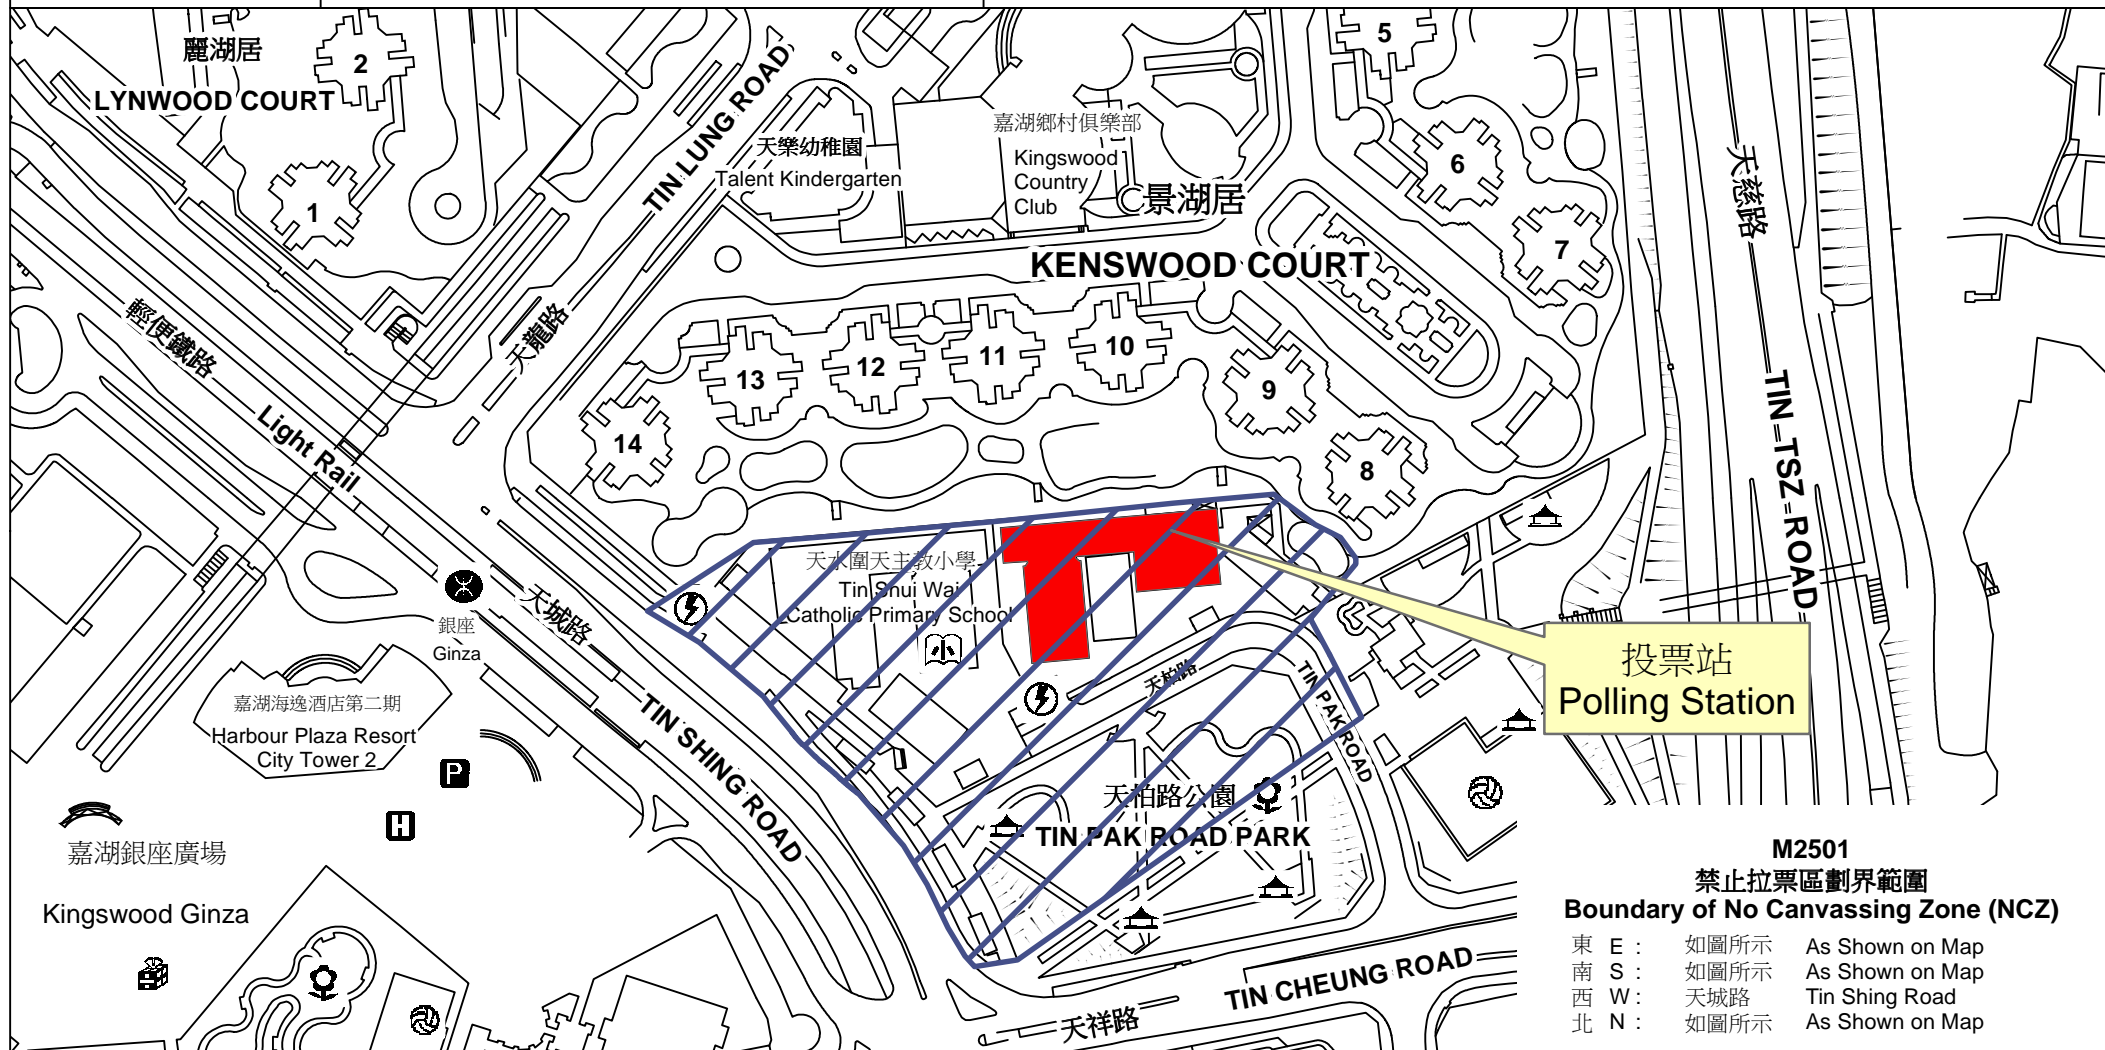 麗湖居
LYNWOOD COURT
2
1
5
6
7
TIN LUNG ROAD
天龍路
天樂幼稚園
Talent Kindergarten
嘉湖鄉村俱樂部
Kingswood
Country
Club
景湖居
KENSWOOD COURT
天慈路
TIN TSZ ROAD
輕便鐵路
Light Rail
13
12
11
10
9
8
14
天水圍天主教小學
Tin Shui Wai
Catholic Primary School
小
1
銀座
Ginza
天城路
TIN SHING ROAD
嘉湖海逸酒店第二期
Harbour Plaza Resort
City Tower 2
P
H
嘉湖銀座廣場
Kingswood Ginza
天柏路
TIN PAK ROAD
天柏路公園
TIN PAK ROAD PARK
投票站
Polling Station
天祥路
TIN CHEUNG ROAD
M2501
禁止拉票區劃界範圍
Boundary of No Canvassing Zone (NCZ)
東 E : 如圖所示 As Shown on Map
南 S : 如圖所示 As Shown on Map
西 W : 天城路 Tin Shing Road
北 N : 如圖所示 As Shown on Map